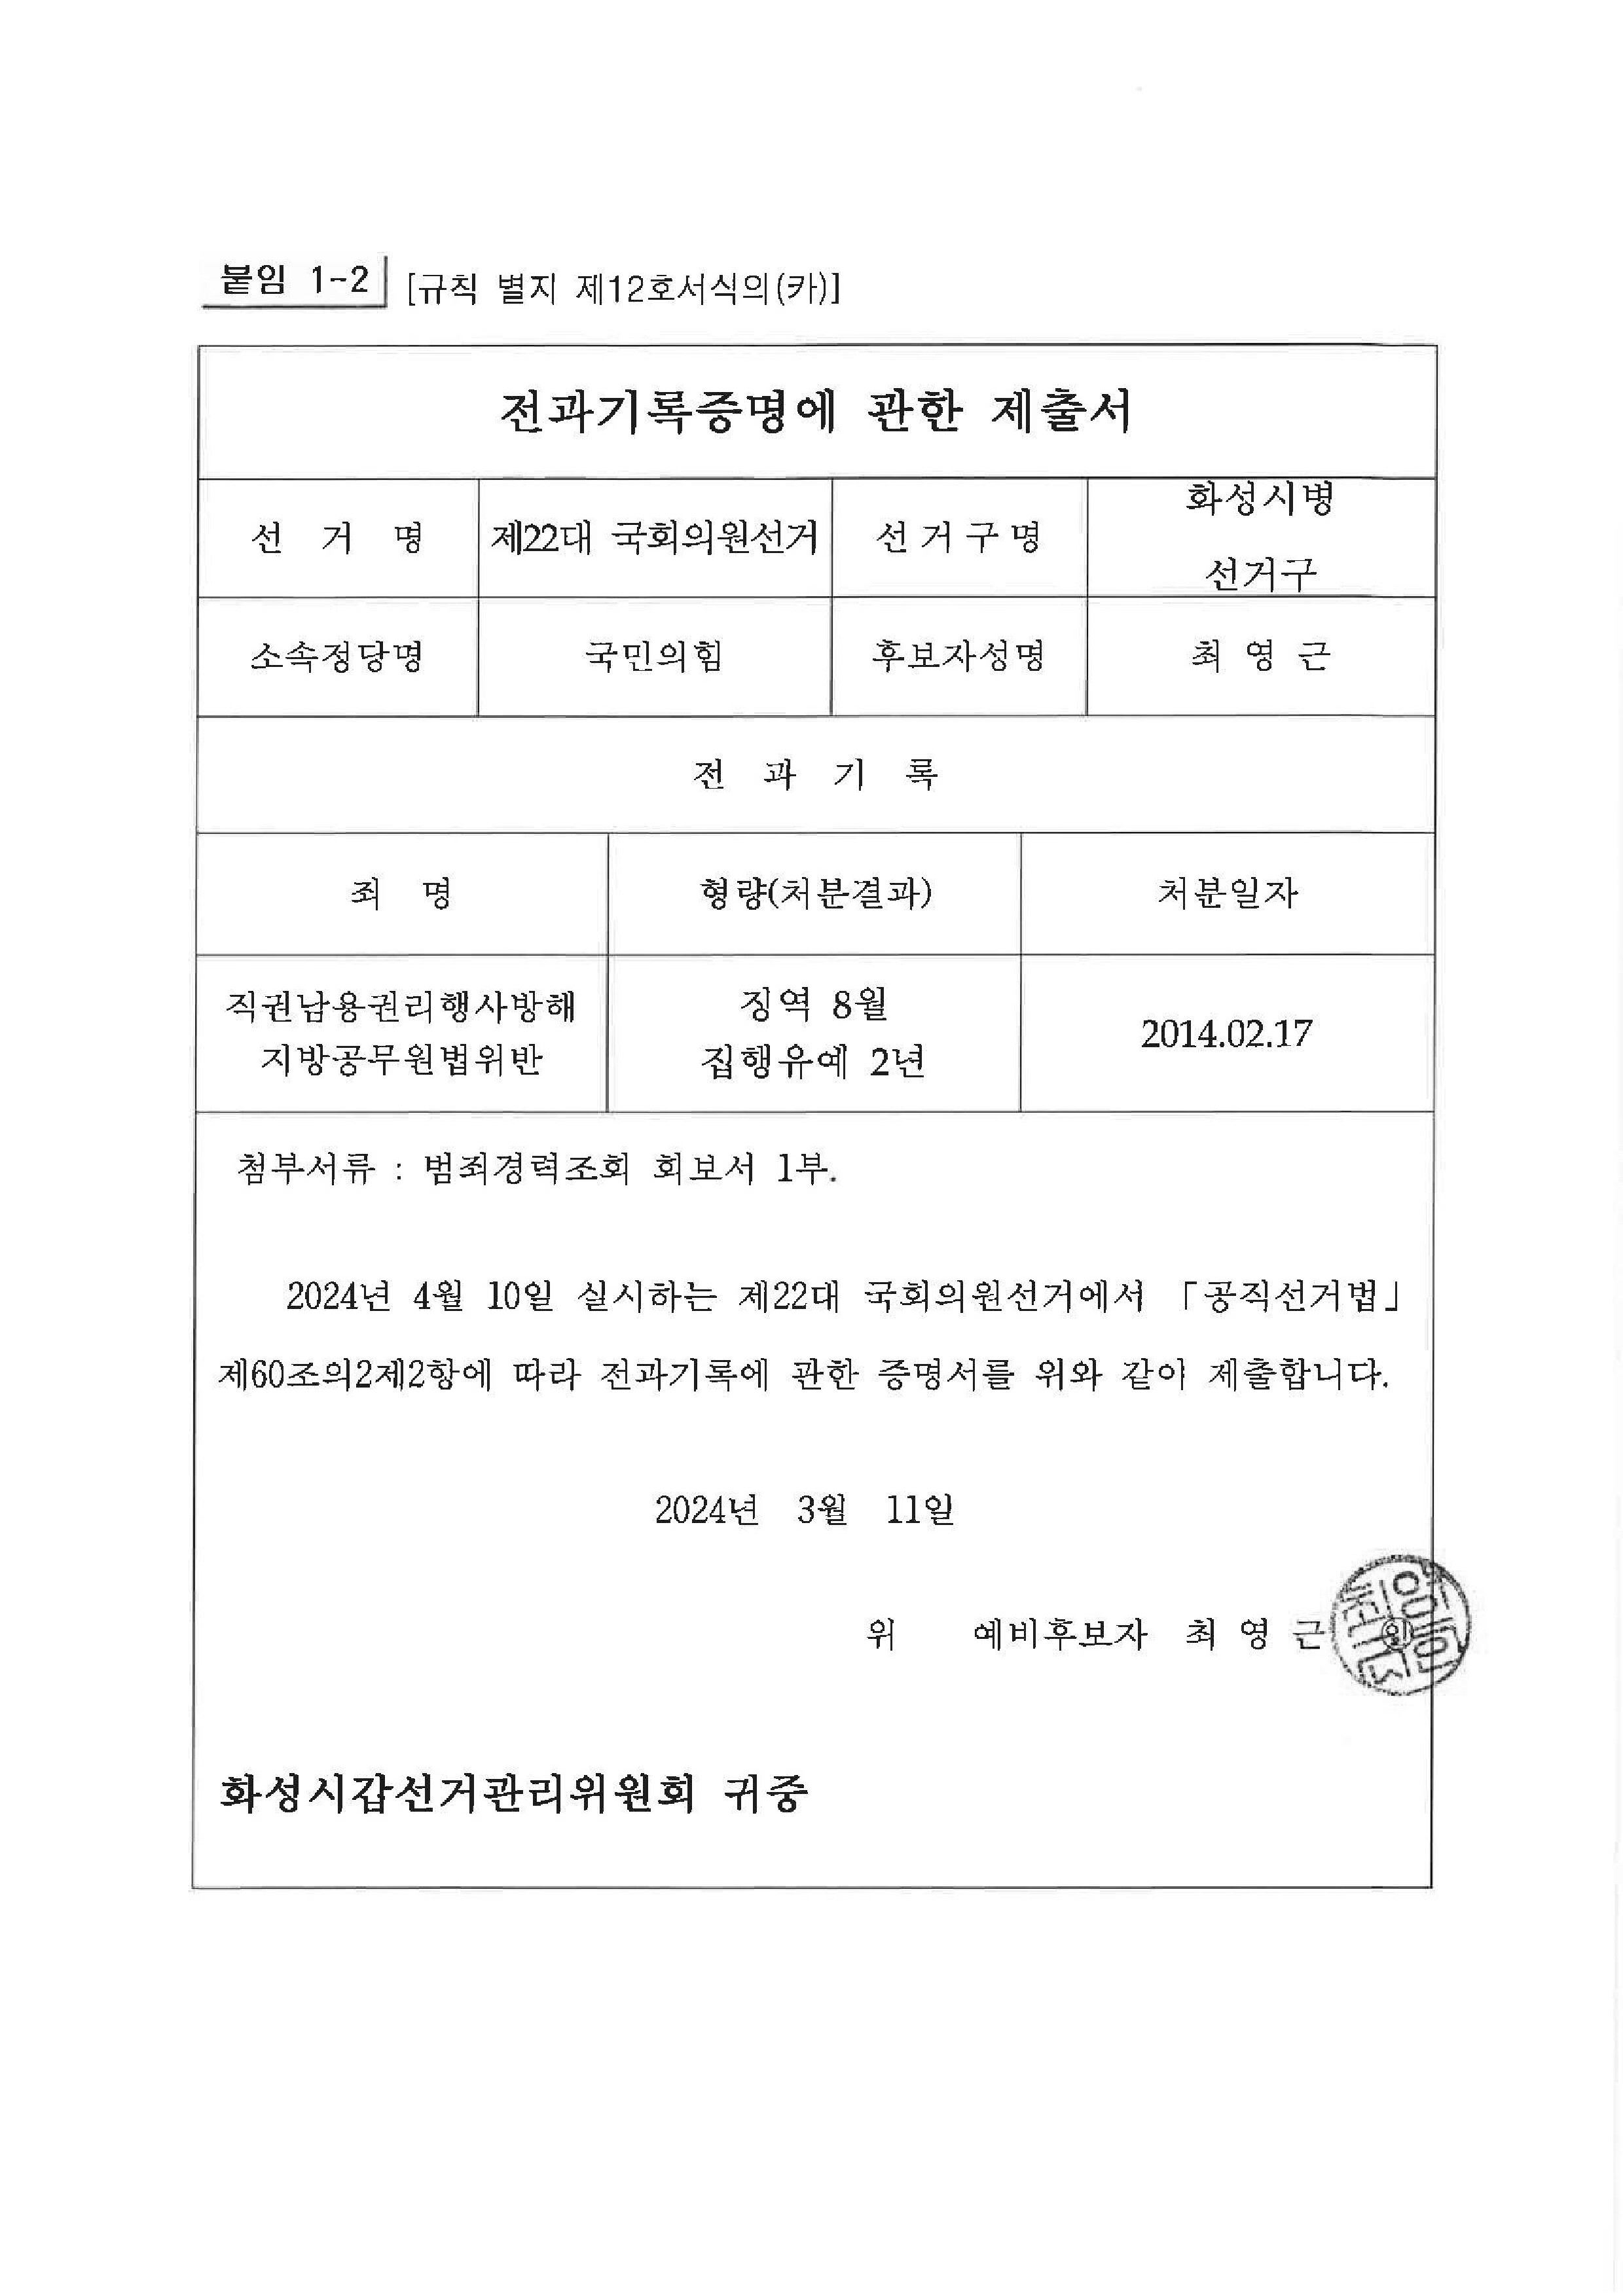 붙임 1-2 [규칙 별지 제12호서식의(카)]
전과기록증명에 관한 제출서
선 거 명 제22대 국회의원선거 선거구명 화성시병
선거구
소속정당명 국민의힘 후보자성명 최 영 근
전 과 기 록
죄 명 형량(처분결과) 처분일자
직권남용권리행사방해 징역 8월 2014.02.17
지방공무원법위반 집행유예 2년
첨부서류 : 범죄경력조회 회보서 1부.
2024년 4월 10일 실시하는 제22대 국회의원선거에서 「공직선거법」
제60조의2제2항에 따라 전과기록에 관한 증명서를 위와 같이 제출합니다.
2024년 3월 11일
위 예비후보자 최 영 근 인
화성시갑선거관리위원회 귀중